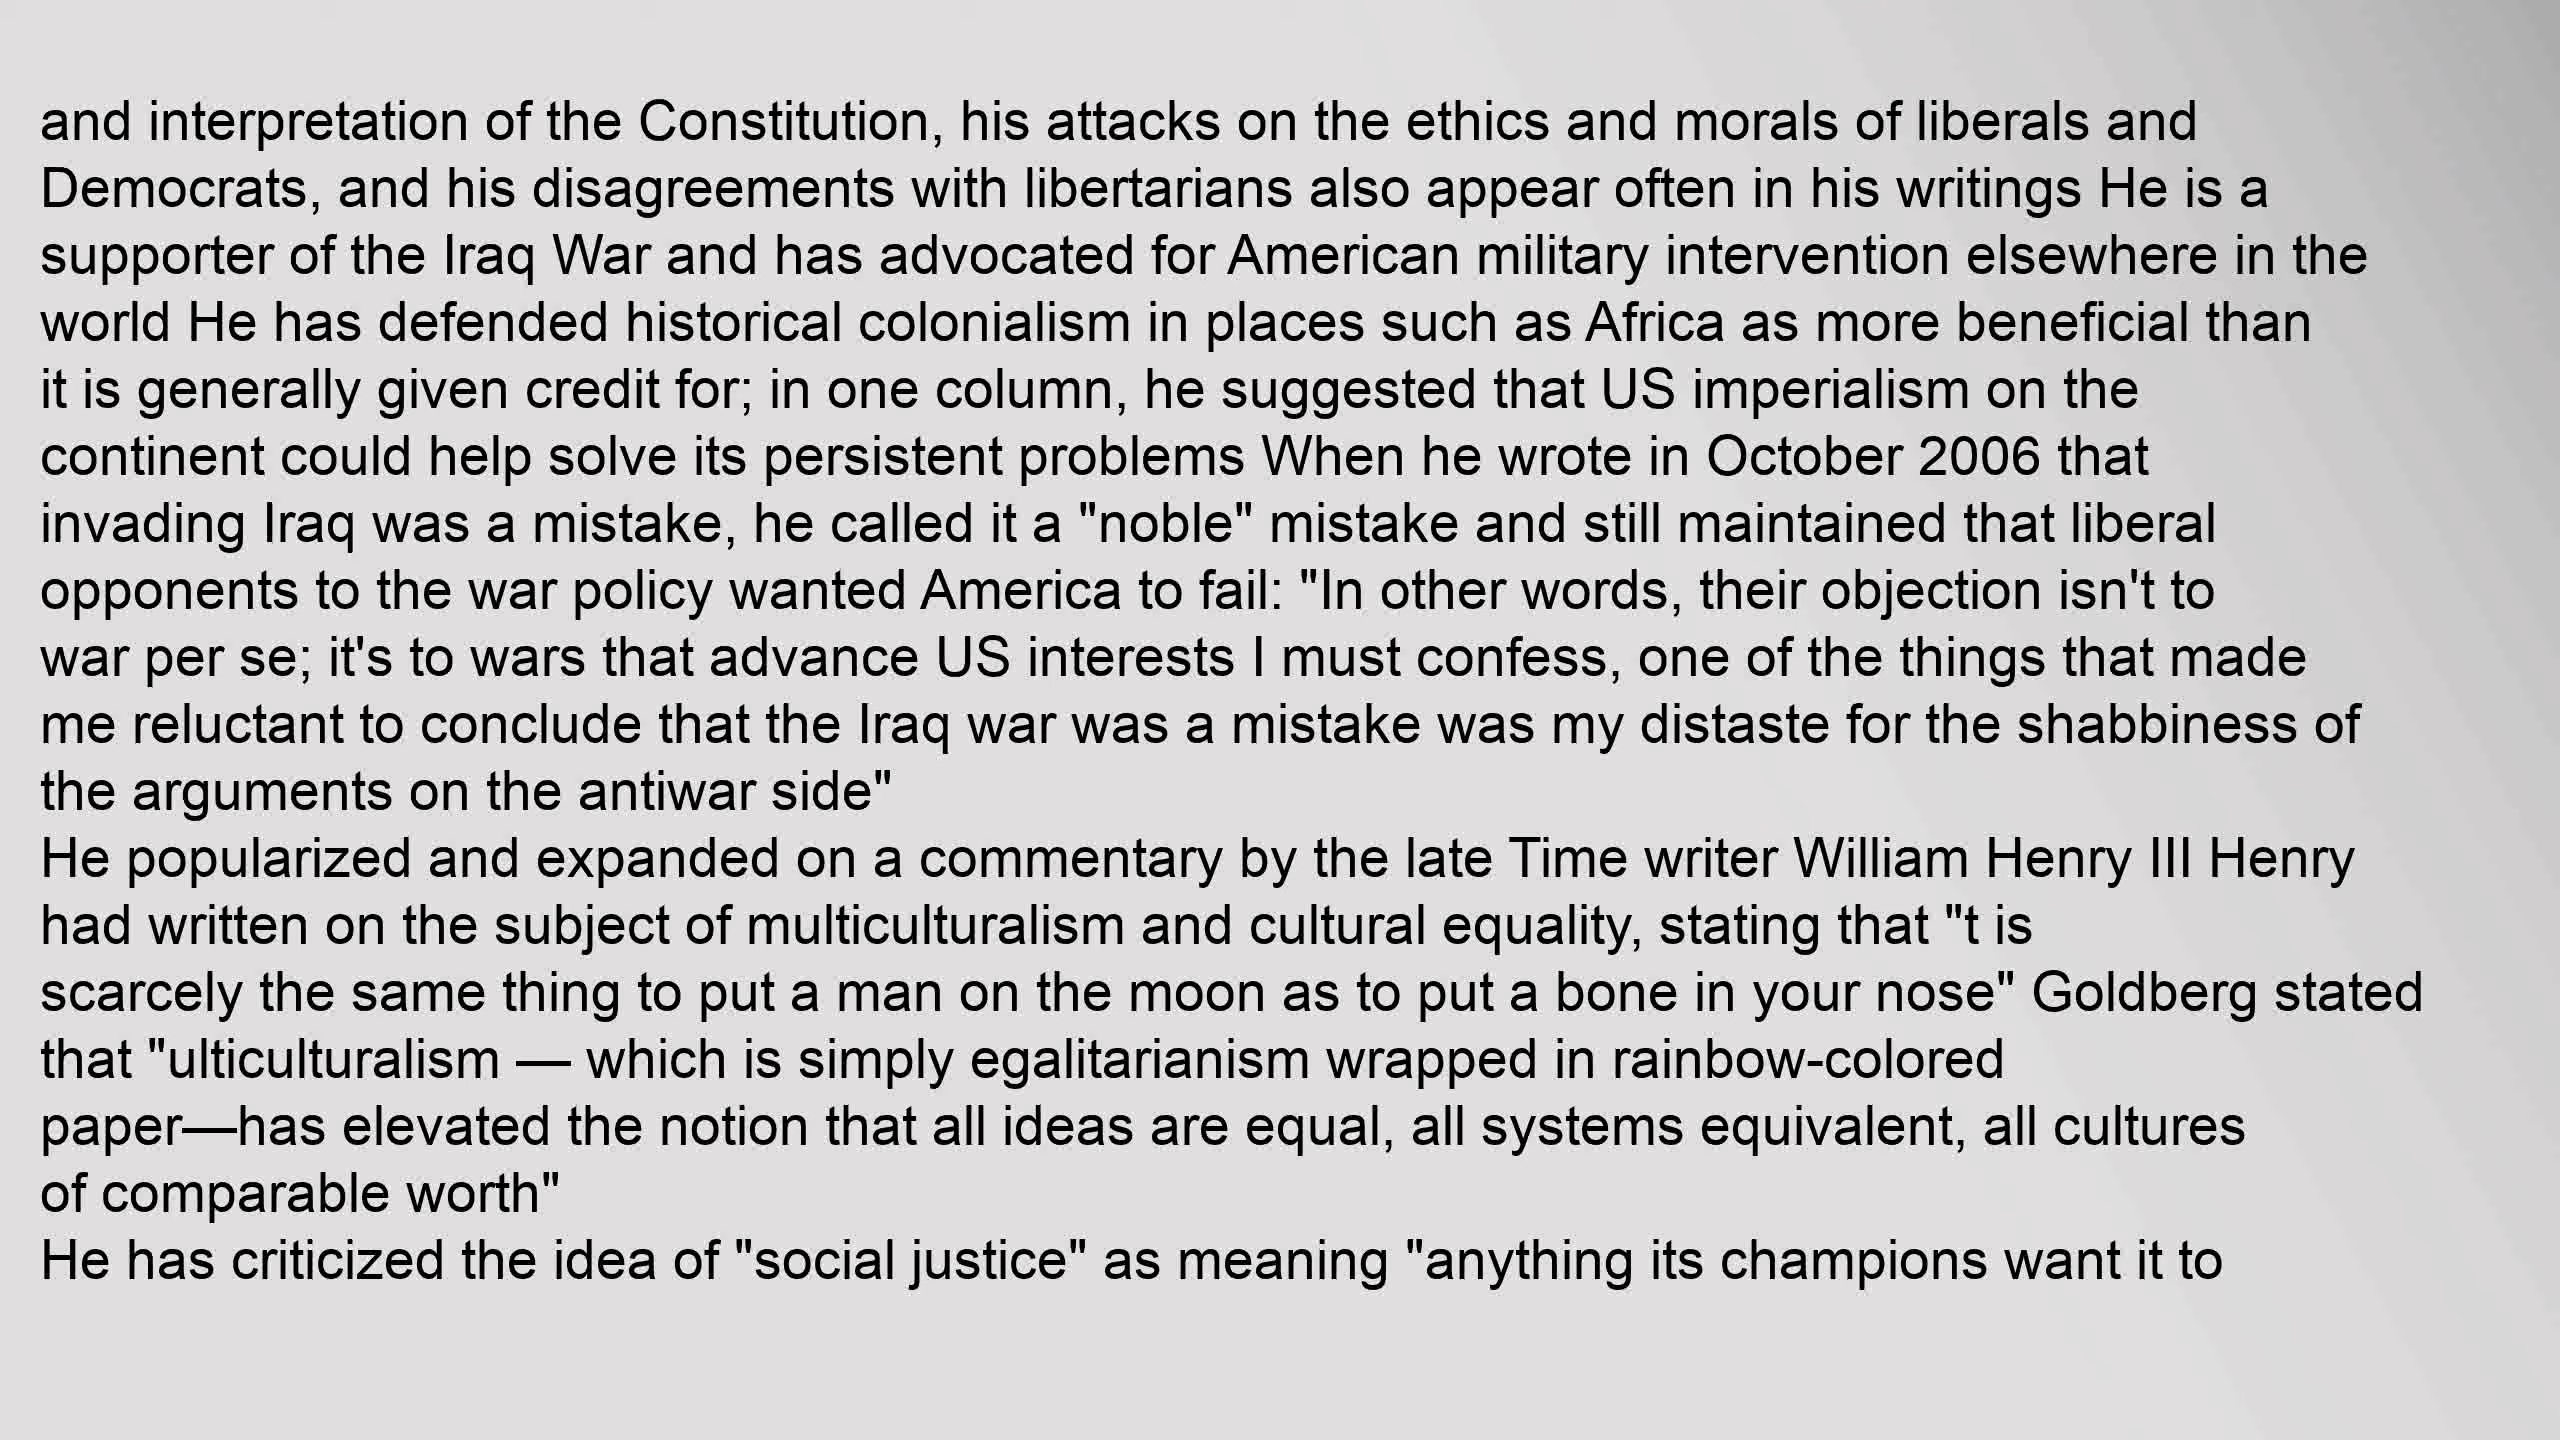 and interpretation of the Constitution, his attacks on the ethics and morals of liberals and
Democrats, and his disagreements with libertarians also appear often in his writings He is a
supporter of the Iraq War and has advocated for American military intervention elsewhere in the
world He has defended historical colonialism in places such as Africa as more beneficial than
it is generally given credit for; in one column, he suggested that US imperialism on the
continent could help solve its persistent problems When he wrote in October 2006 that
invading Iraq was a mistake, he called it a "noble" mistake and still maintained that liberal
opponents to the war policy wanted America to fail: "In other words, their objection isn't to
war per se; it's to wars that advance US interests I must confess, one of the things that made
me reluctant to conclude that the Iraq war was a mistake was my distaste for the shabbiness of
the arguments on the antiwar side"
He popularized and expanded on a commentary by the late Time writer William Henry III Henry
had written on the subject of multiculturalism and cultural equality, stating that "t is
scarcely the same thing to put a man on the moon as to put a bone in your nose" Goldberg stated
that "ulticulturalism — which is simply egalitarianism wrapped in rainbow-colored
paper—has elevated the notion that all ideas are equal, all systems equivalent, all cultures
of comparable worth"
He has criticized the idea of "social justice" as meaning "anything its champions want it to